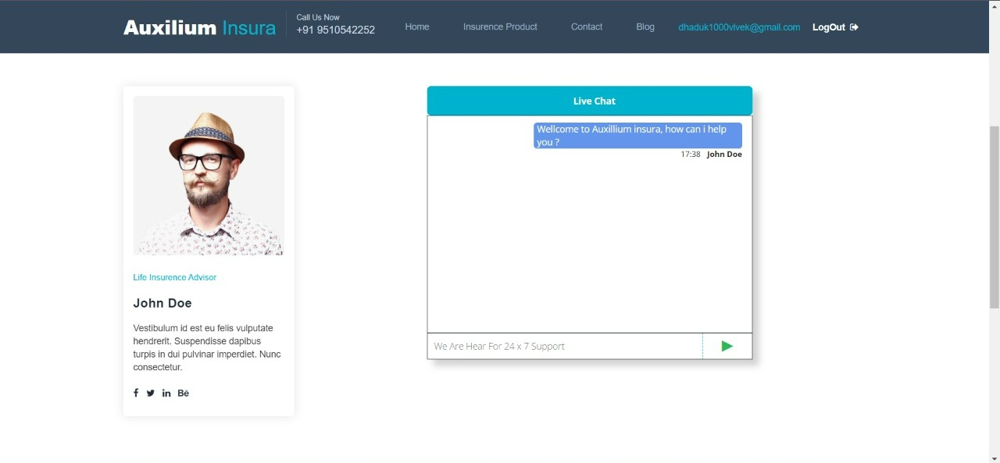 Auxilium Insura
Call Us Now
+91 9510542252
Home
Insurence Product
Contact
Blog
dhaduk1000vivek@gmail.com
LogOut
Life Insurence Advisor
John Doe
Vestibulum id est eu felis vulputate
hendrerit. Suspendisse dapibus
turpis in dui pulvinar imperdiet. Nunc
consectetur.
Bē
Live Chat
Wellcome to Auxillium insura, how can i help
you ?
17:38 John Doe
We Are Hear For 24 x 7 Support